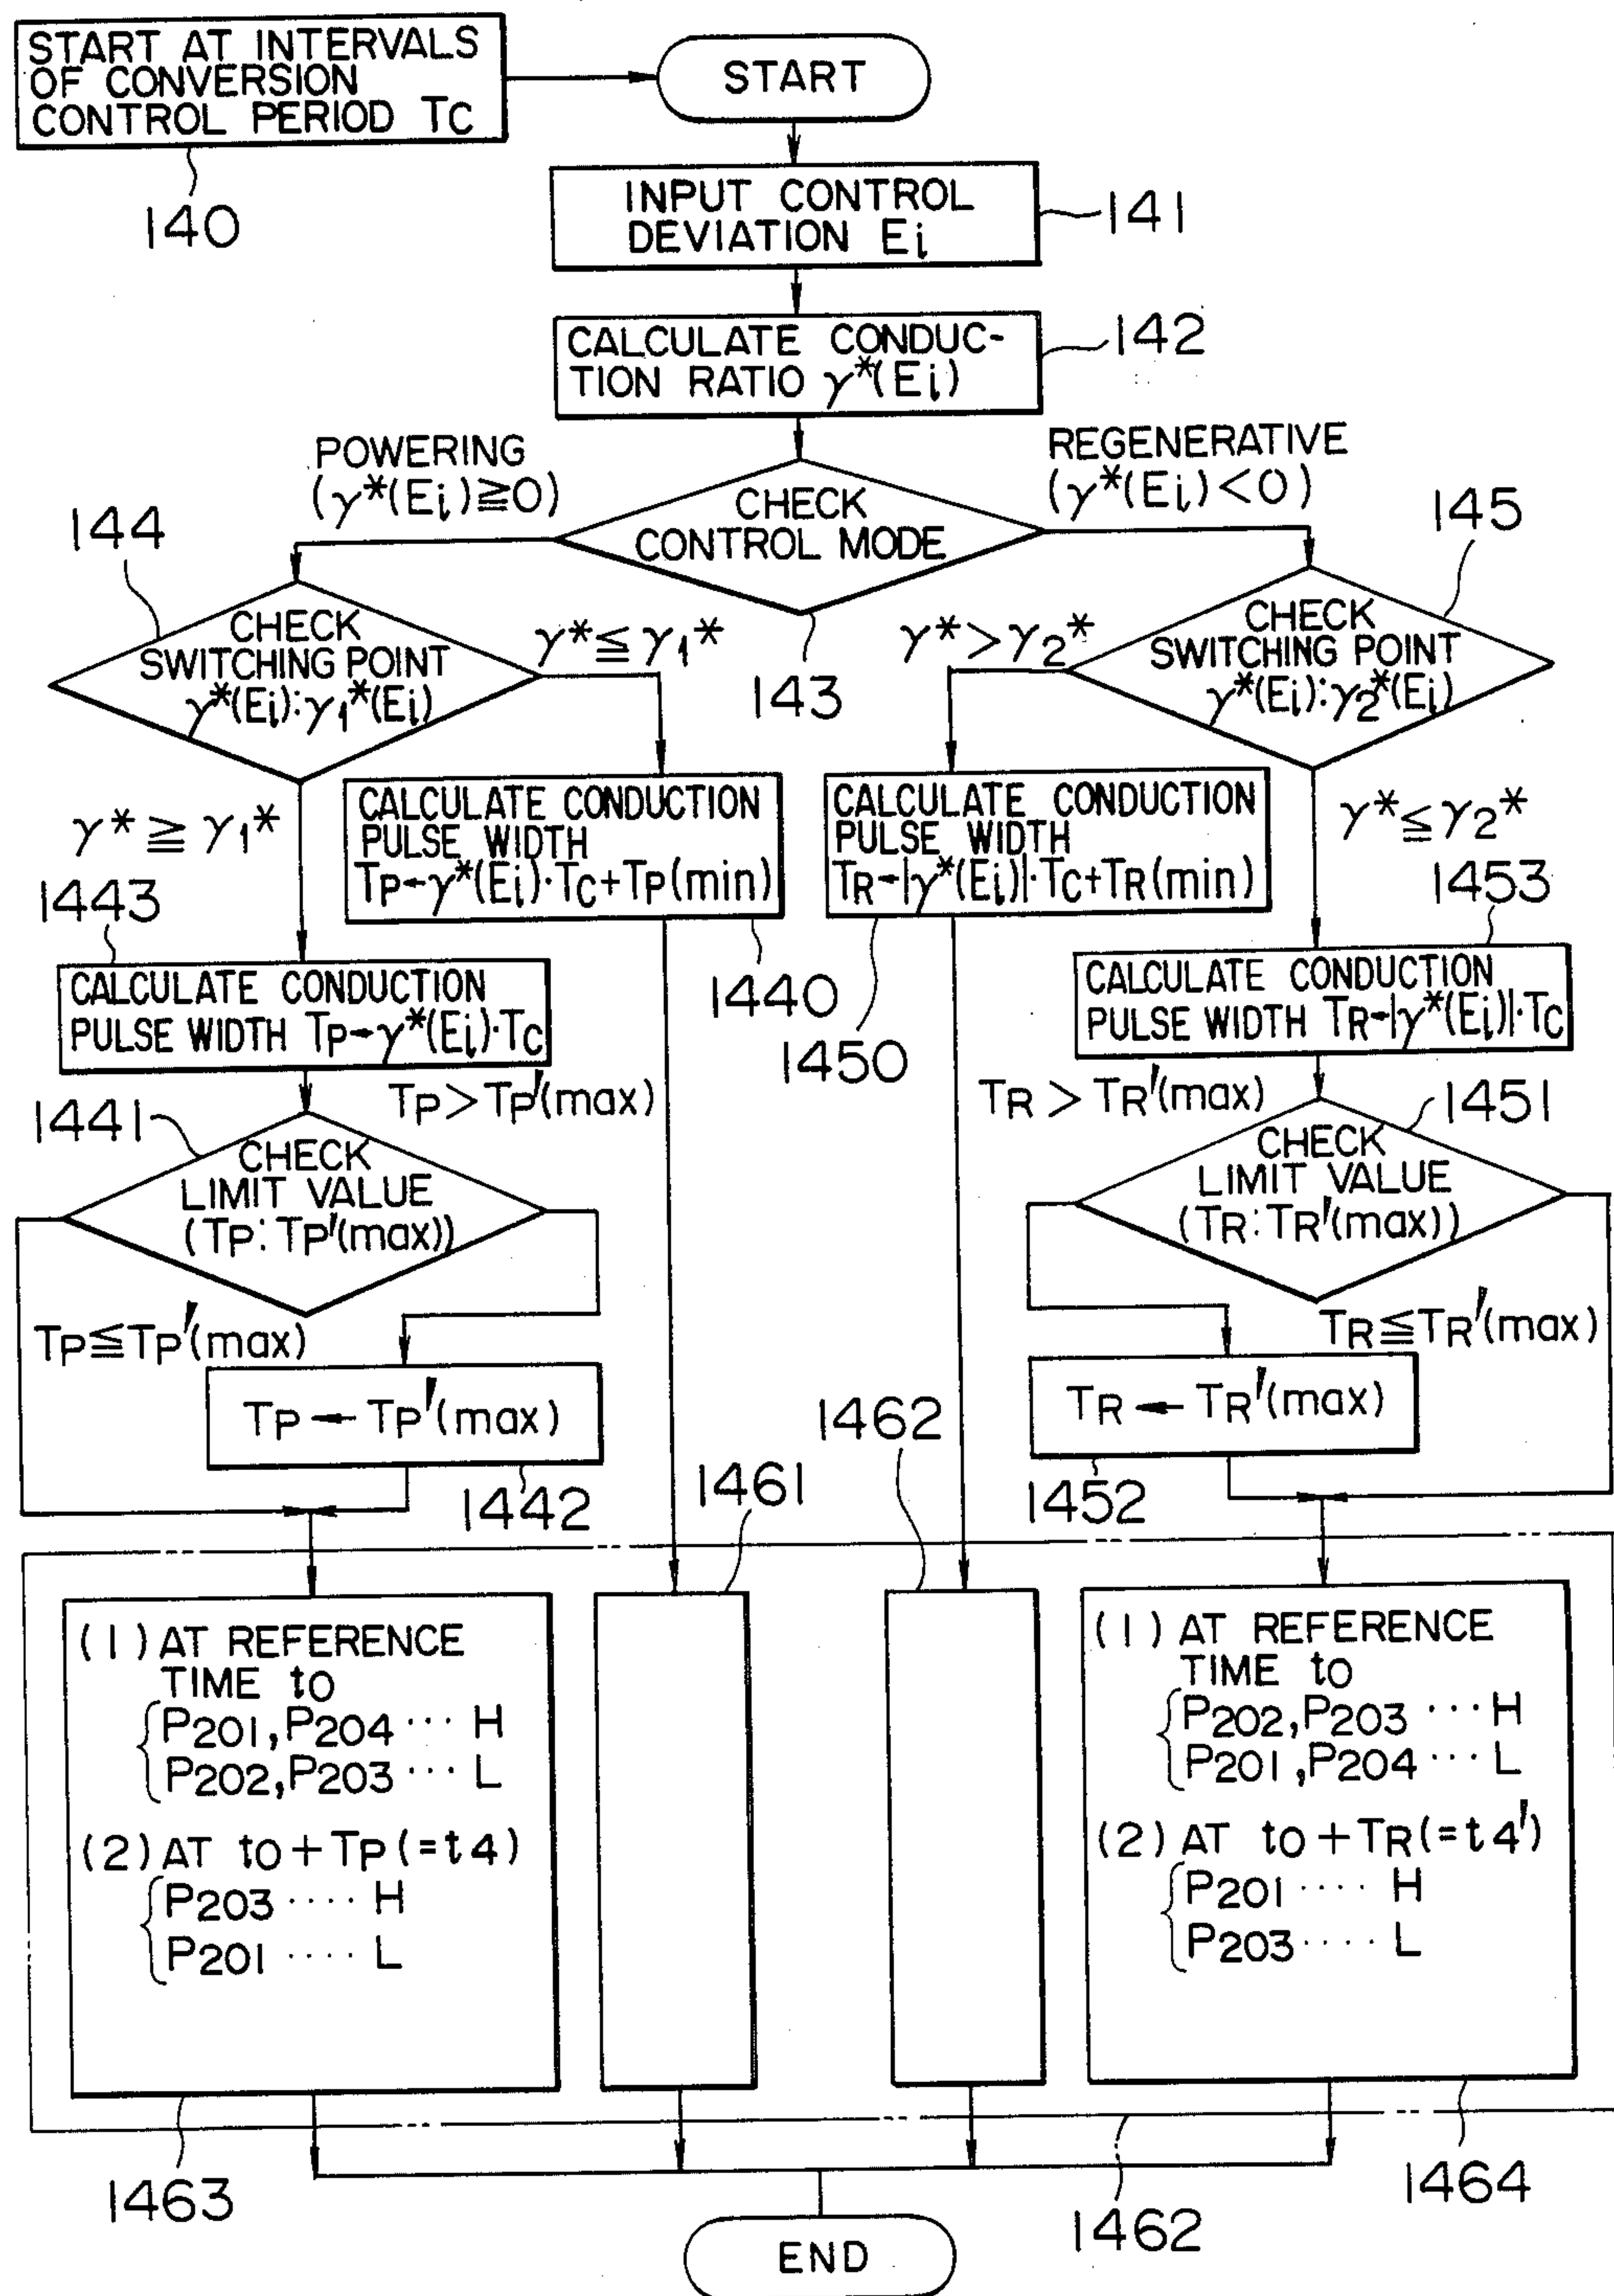 START AT INTERVALS
OF CONVERSION
CONTROL PERIOD TC
140
START
INPUT CONTROL
DEVIATION Ei
141
CALCULATE CONDUC-
TION RATIO γ*(Ei)
142
POWERING
(γ*(Ei)≧0)
REGENERATIVE
(γ*(Ei)<0)
CHECK
CONTROL MODE
143
144
CHECK
SWITCHING POINT
γ*(Ei):γ1*(Ei)
γ*≦γ1*
γ*>γ2*
145
CHECK
SWITCHING POINT
γ*(Ei):γ2*(Ei)
γ*≧γ1*
CALCULATE CONDUCTION
PULSE WIDTH
TP←γ*(Ei)·TC+TP(min)
1440
CALCULATE CONDUCTION
PULSE WIDTH
TR←|γ*(Ei)|·TC+TR(min)
1450
γ*≦γ2*
1443
CALCULATE CONDUCTION
PULSE WIDTH TP←γ*(Ei)·TC
1453
CALCULATE CONDUCTION
PULSE WIDTH TR←|γ*(Ei)|·TC
TP>TP'(max)
TR>TR'(max)
1441
CHECK
LIMIT VALUE
(TP:TP'(max))
1451
CHECK
LIMIT VALUE
(TR:TR'(max))
TP≦TP'(max)
TR≦TR'(max)
TP←TP'(max)
1442
TR←TR'(max)
1452
1461
1462
(1) AT REFERENCE
TIME to
P201,P204 ··· H
P202,P203 ··· L
(2) AT to+TP(=t4)
P203 ···· H
P201 ···· L
1463
(1) AT REFERENCE
TIME to
P202,P203 ··· H
P201,P204 ··· L
(2) AT to+TR(=t4')
P201 ···· H
P203 ···· L
1464
1462
END